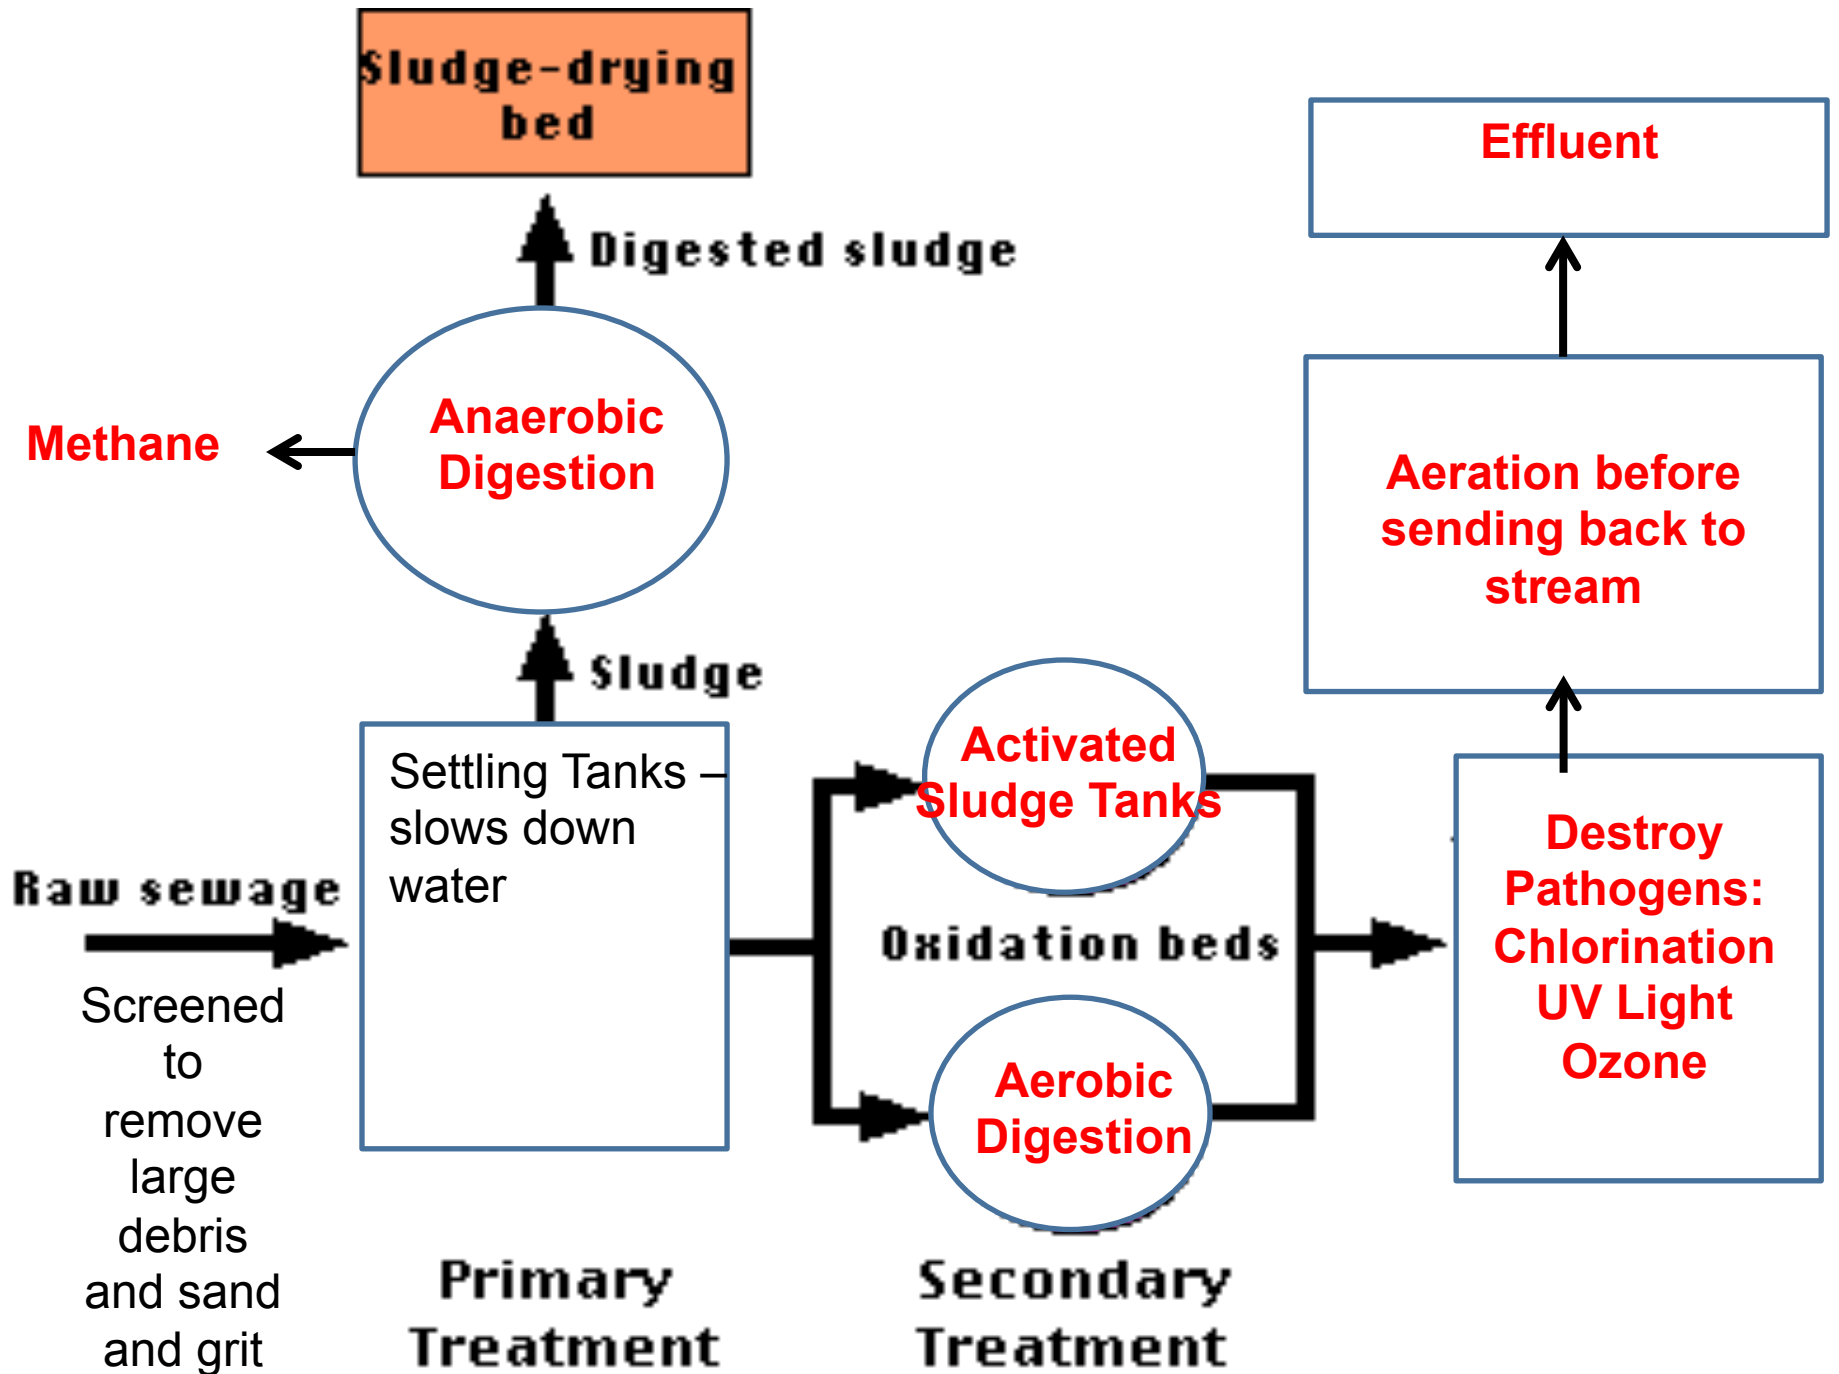 Sludge-drying
bed
Digested sludge
Anaerobic
Digestion
Methane
Sludge
Settling Tanks –
slows down
water
Raw sewage
Screened
to
remove
large
debris
and sand
and grit
Primary
Treatment
Activated
Sludge Tanks
Oxidation beds
Aerobic
Digestion
Secondary
Treatment
Destroy
Pathogens:
Chlorination
UV Light
Ozone
Aeration before
sending back to
stream
Effluent